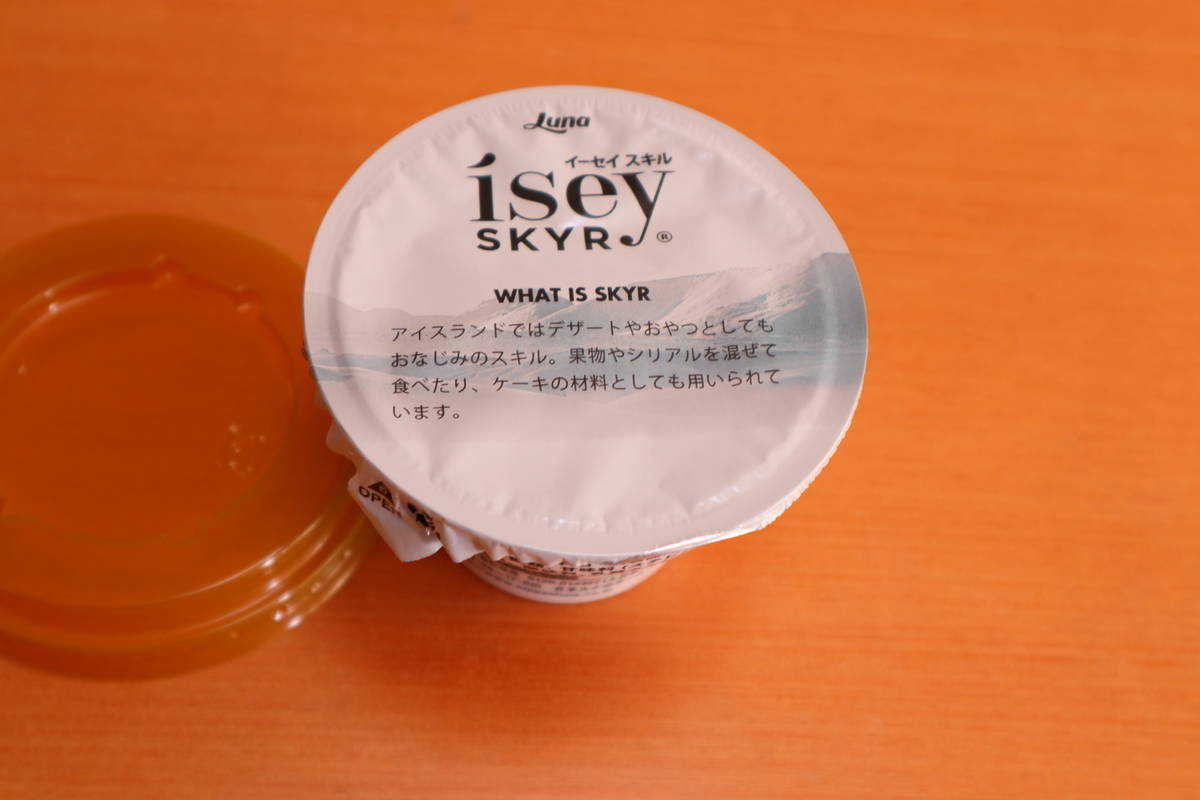 Luna
イーセイ スキル
ísey
SKYR®
WHAT IS SKYR
アイスランドではデザートやおやつとしても
おなじみのスキル。果物やシリアルを混ぜて
食べたり、ケーキの材料としても用いられて
います。
OPEN